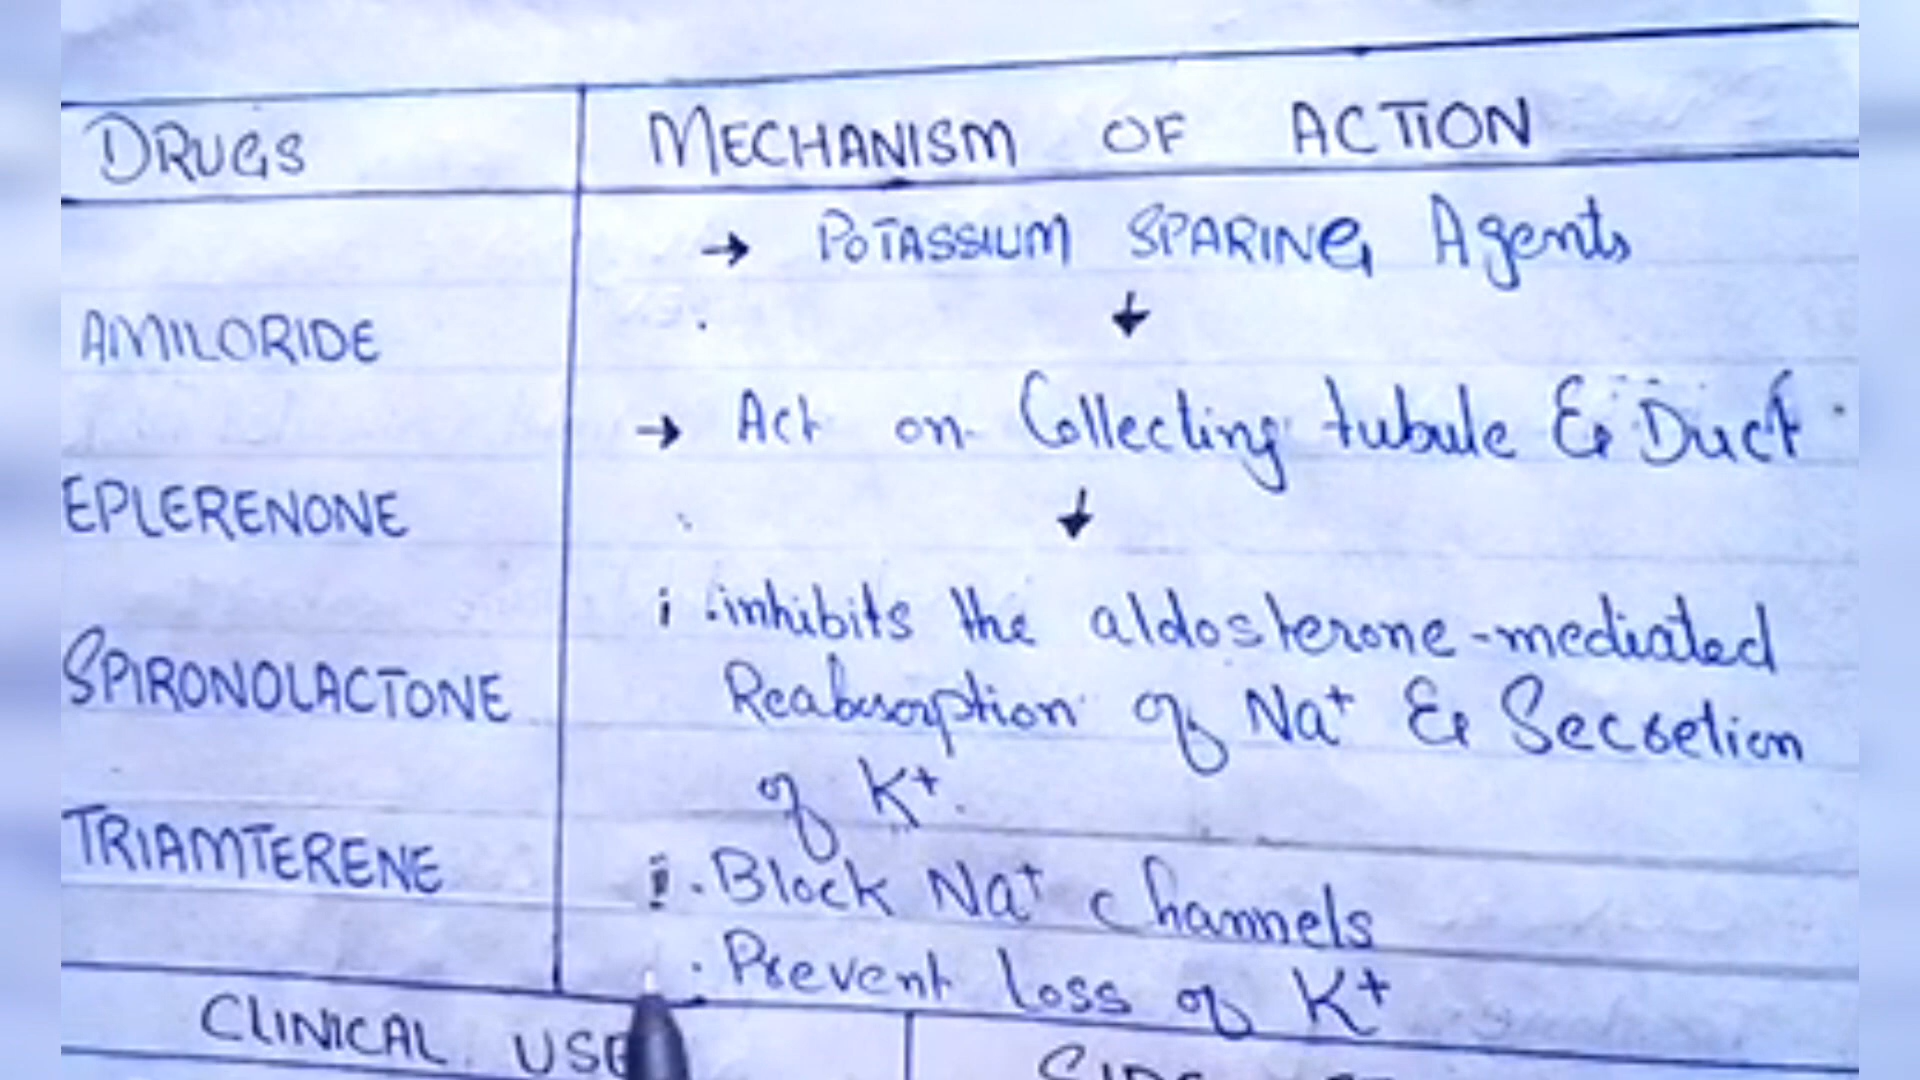 DRUGS
MECHANISM OF ACTION
→ POTASSIUM SPARING Agents
AMILORIDE
→ Act on Collecting tubule & Duct
EPLERENONE
i .inhibits the aldosterone-mediated
Reabsorption of Na+ & Secretion
of K+.
SPIRONOLACTONE
TRIAMTERENE
i. Block Na+ channels
. Prevent loss of K+
CLINICAL USE